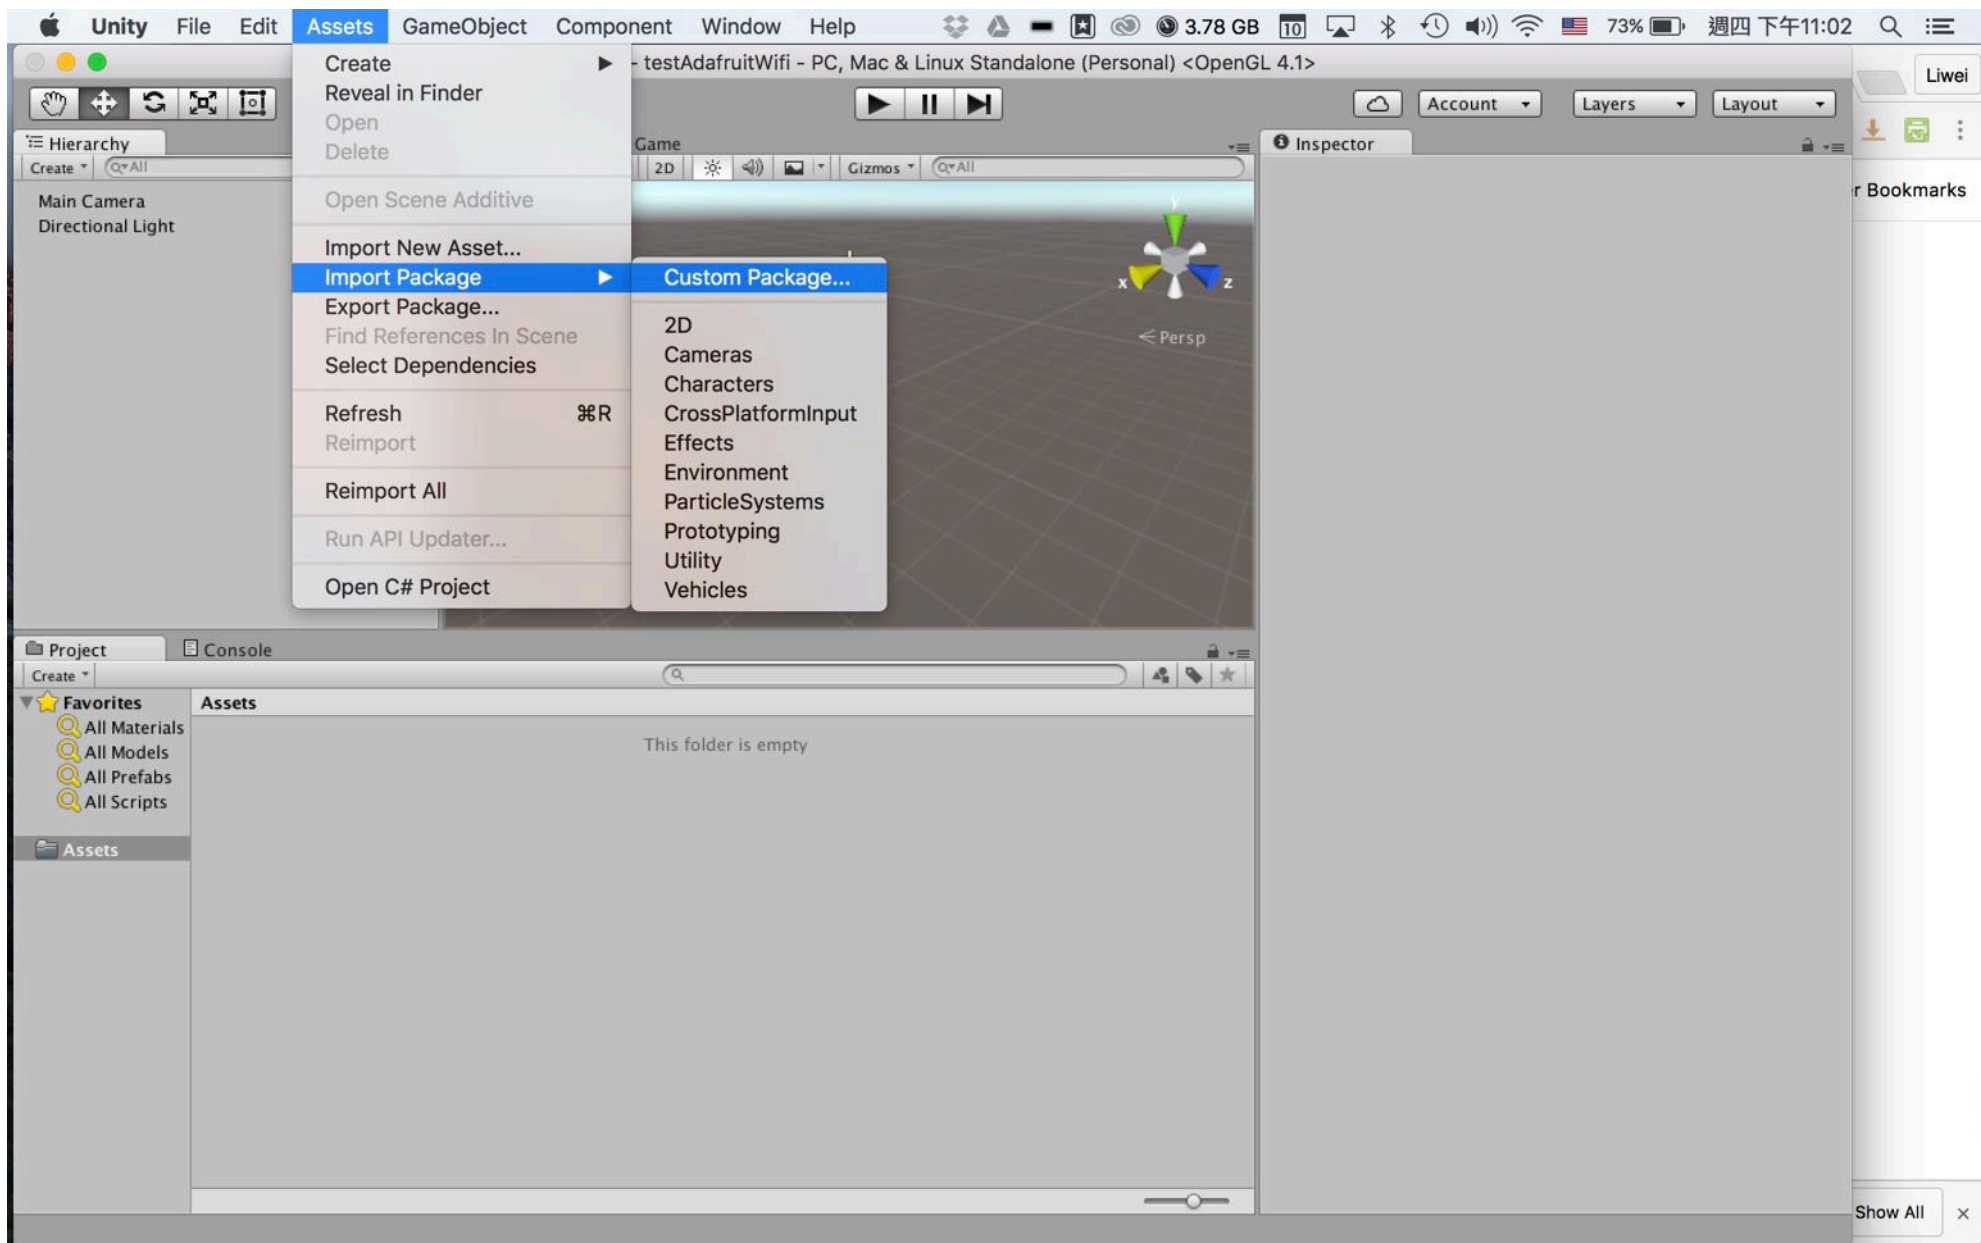 Unity File Edit Assets GameObject Component Window Help 3.78 GB 10 73% 週四 下午11:02
- testAdafruitWifi - PC, Mac & Linux Standalone (Personal) <OpenGL 4.1>
Liwei
Account Layers Layout
Hierarchy
Create All
Main Camera
Directional Light
Create
Reveal in Finder
Open
Delete
Open Scene Additive
Import New Asset...
Import Package
Export Package...
Find References In Scene
Select Dependencies
Refresh ⌘R
Reimport
Reimport All
Run API Updater...
Open C# Project
Custom Package...
2D
Cameras
Characters
CrossPlatformInput
Effects
Environment
ParticleSystems
Prototyping
Utility
Vehicles
Game
2D Gizmos All
y
x z
Persp
Inspector
r Bookmarks
Project Console
Create
Favorites
All Materials
All Models
All Prefabs
All Scripts
Assets
Assets
This folder is empty
Show All